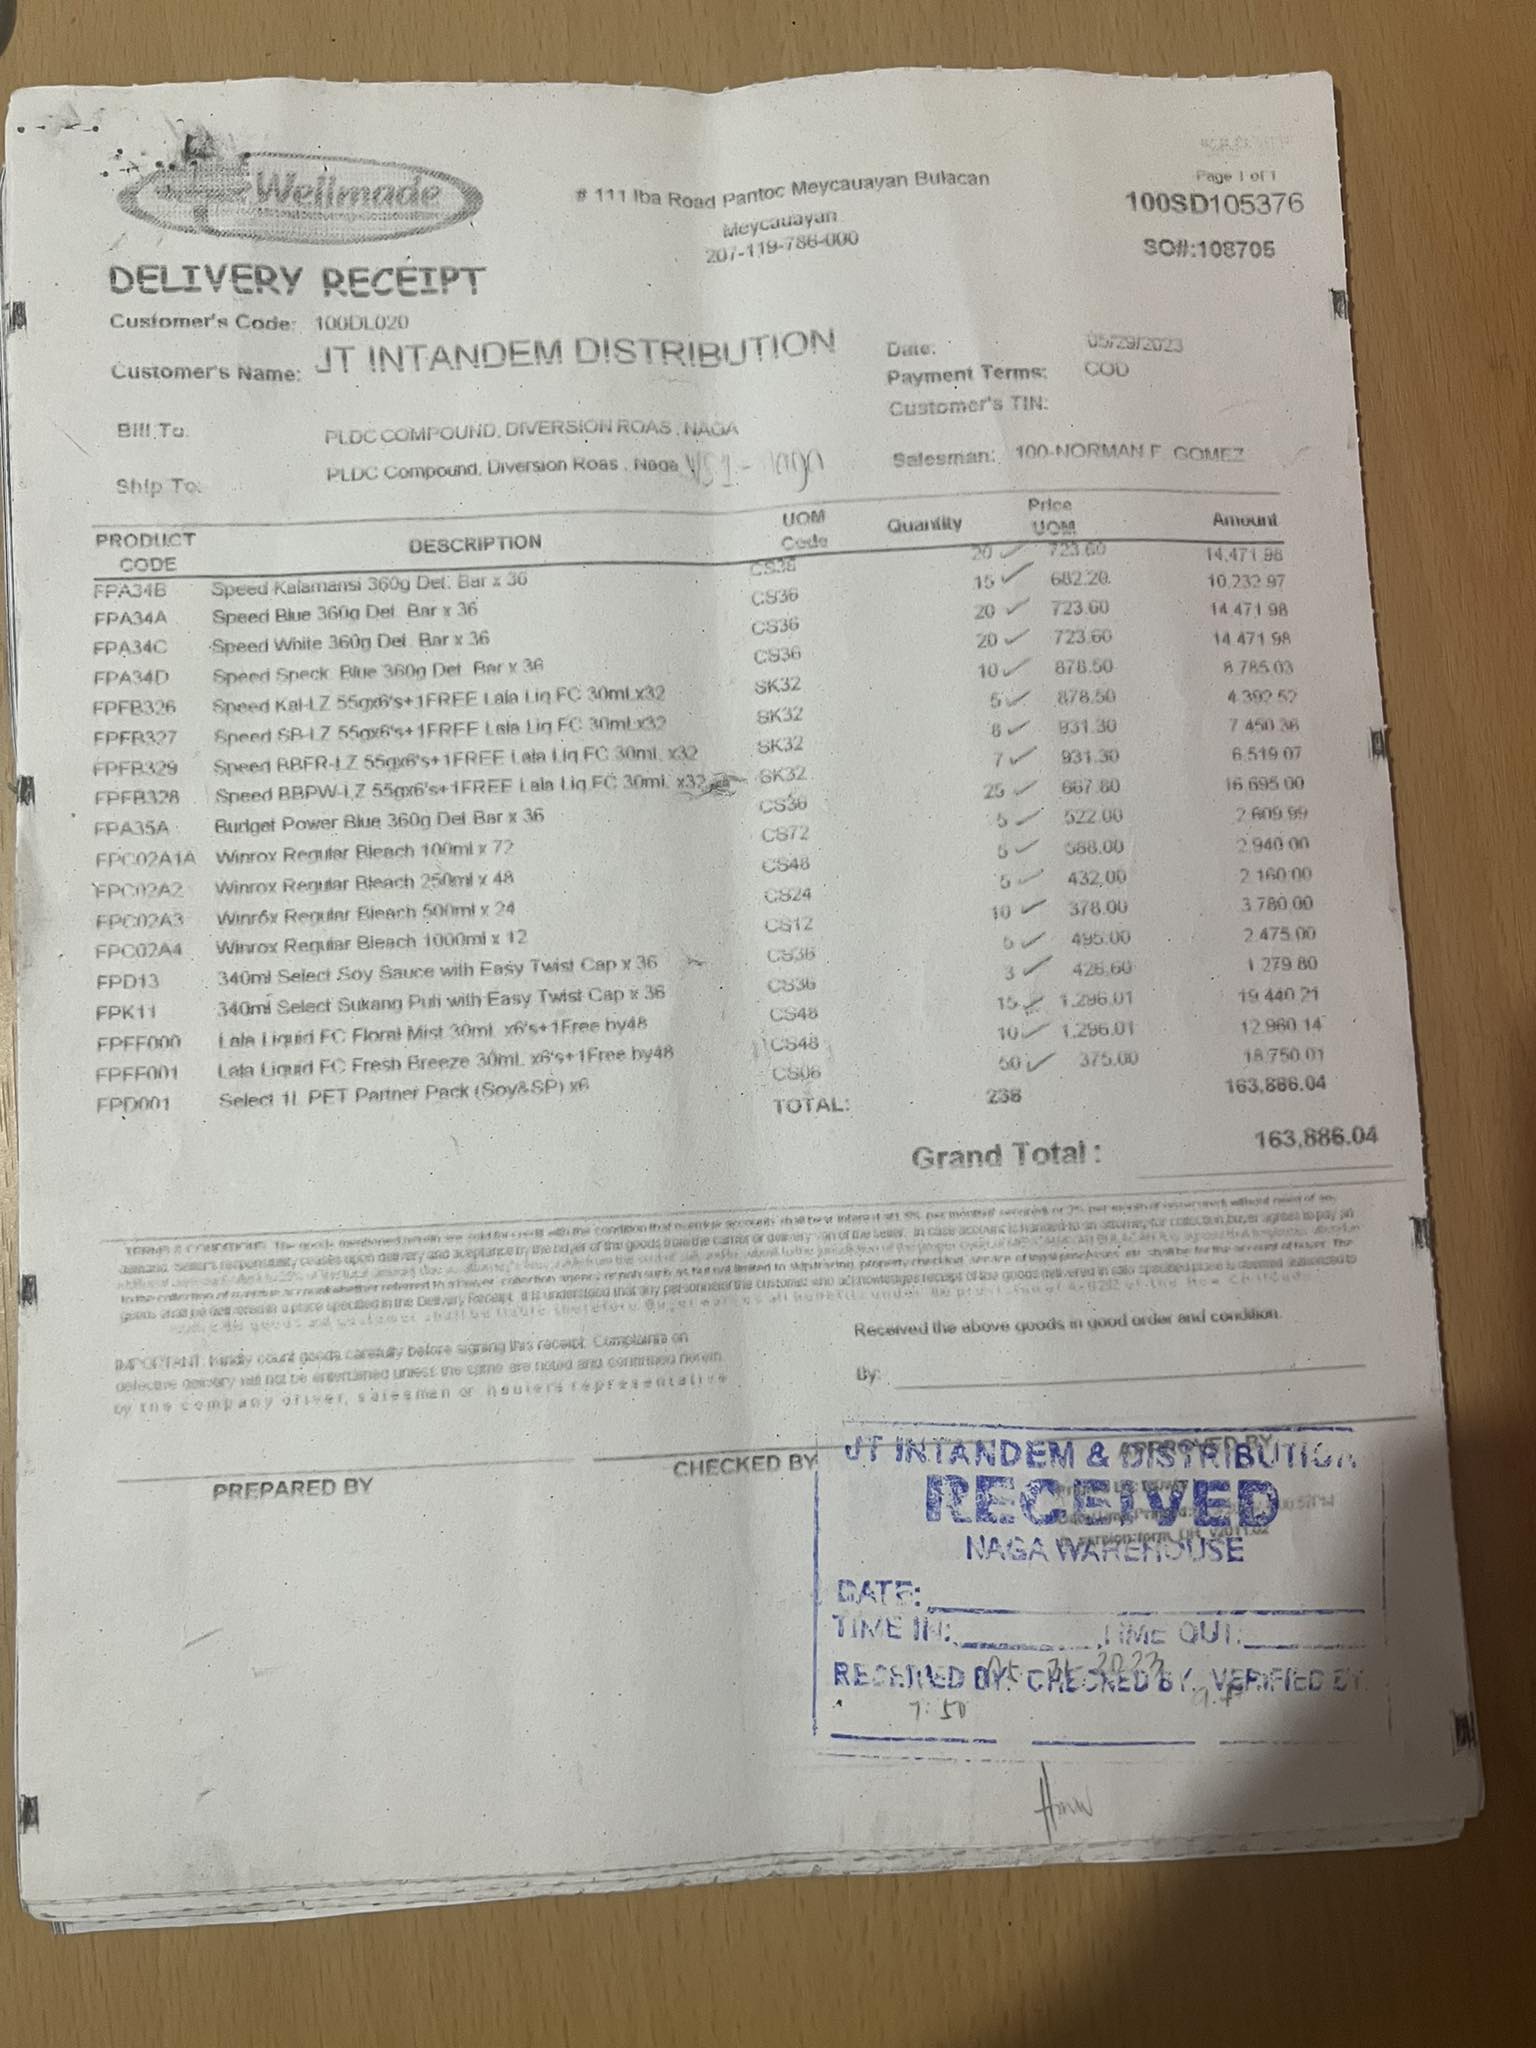 Wellmade
# 111 Iba Road Pantoc Meycauayan Bulacan
Meycauayan
207-119-786-000
Page 1 of 1
100SD105376
SO#:108705
DELIVERY RECEIPT
Customer's Code: 100DL020
Customer's Name: JT INTANDEM DISTRIBUTION
Date: 05/29/2023
Payment Terms: COD
Customer's TIN:
Bill To: PLDC COMPOUND, DIVERSION ROAS , NAGA
Ship To: PLDC Compound, Diversion Roas , Naga
Salesman: 100-NORMAN F. GOMEZ
PRODUCT CODE DESCRIPTION UOM Code Quantity Price UOM Amount
FPA34B Speed Kalamansi 360g Det. Bar x 36 CS36 20 723.60 14,471.98
FPA34A Speed Blue 360g Det. Bar x 36 CS36 15 682.20 10,232.97
FPA34C Speed White 360g Det. Bar x 36 CS36 20 723.60 14,471.98
FPA34D Speed Speck. Blue 360g Det. Bar x 36 CS36 20 723.60 14,471.98
FPFB326 Speed Kal-LZ 55gx6's+1FREE Lala Liq FC 30mLx32 SK32 10 878.50 8,785.03
FPFB327 Speed SB-LZ 55gx6's+1FREE Lala Liq FC 30mLx32 SK32 5 878.50 4,392.52
FPFB329 Speed BBFR-LZ 55gx6's+1FREE Lala Liq FC 30mL x32 SK32 8 931.30 7,450.36
FPFB328 Speed BBPW-LZ 55gx6's+1FREE Lala Liq FC 30mL x32 SK32 7 931.30 6,519.07
FPA35A Budget Power Blue 360g Det Bar x 36 CS36 25 667.80 16,695.00
FPC02A1A Winrox Regular Bleach 100ml x 72 CS72 5 522.00 2,609.99
FPC02A2 Winrox Regular Bleach 250ml x 48 CS48 5 588.00 2,940.00
FPC02A3 Winrox Regular Bleach 500ml x 24 CS24 5 432.00 2,160.00
FPC02A4 Winrox Regular Bleach 1000ml x 12 CS12 10 378.00 3,780.00
FPD13 340ml Select Soy Sauce with Easy Twist Cap x 36 CS36 5 495.00 2,475.00
FPK11 340ml Select Sukang Puti with Easy Twist Cap x 36 CS36 3 426.60 1,279.80
FPFF000 Lala Liquid FC Floral Mist 30mL x6's+1Free by48 CS48 15 1,296.01 19,440.21
FPFF001 Lala Liquid FC Fresh Breeze 30mL x6's+1Free by48 CS48 10 1,296.01 12,960.14
FPD001 Select 1L PET Partner Pack (Soy&SP) x6 CS06 50 375.00 18,750.01
TOTAL: 238 163,886.04
Grand Total : 163,886.04
Received the above goods in good order and condition.
IMPORTANT: Kindly count goods carefully before signing this receipt. Complaints on
defective delivery will not be entertained unless the same are noted and confirmed herein
by the company driver, salesman or haulers representative
By:
PREPARED BY
CHECKED BY
APPROVED BY
JT INTANDEM & DISTRIBUTION
RECEIVED
NAGA WAREHOUSE
DATE:
TIME IN: TIME OUT:
RECEIVED BY: CHECKED BY: VERIFIED BY:
05 31 2023
7:50